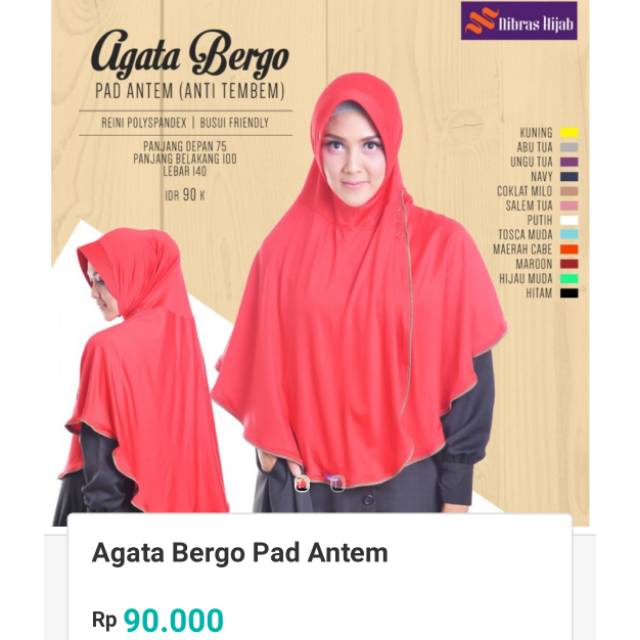 Nibras Hijab
Agata Bergo
PAD ANTEM (ANTI TEMBEM)
REINI POLYSPANDEX | BUSUI FRIENDLY
PANJANG DEPAN 75
PANJANG BELAKANG 100
LEBAR 140
IDR 90 K
KUNING
ABU TUA
UNGU TUA
NAVY
COKLAT MILO
SALEM TUA
PUTIH
TOSCA MUDA
MAERAH CABE
MAROON
HIJAU MUDA
HITAM
Agata Bergo Pad Antem
Rp 90.000